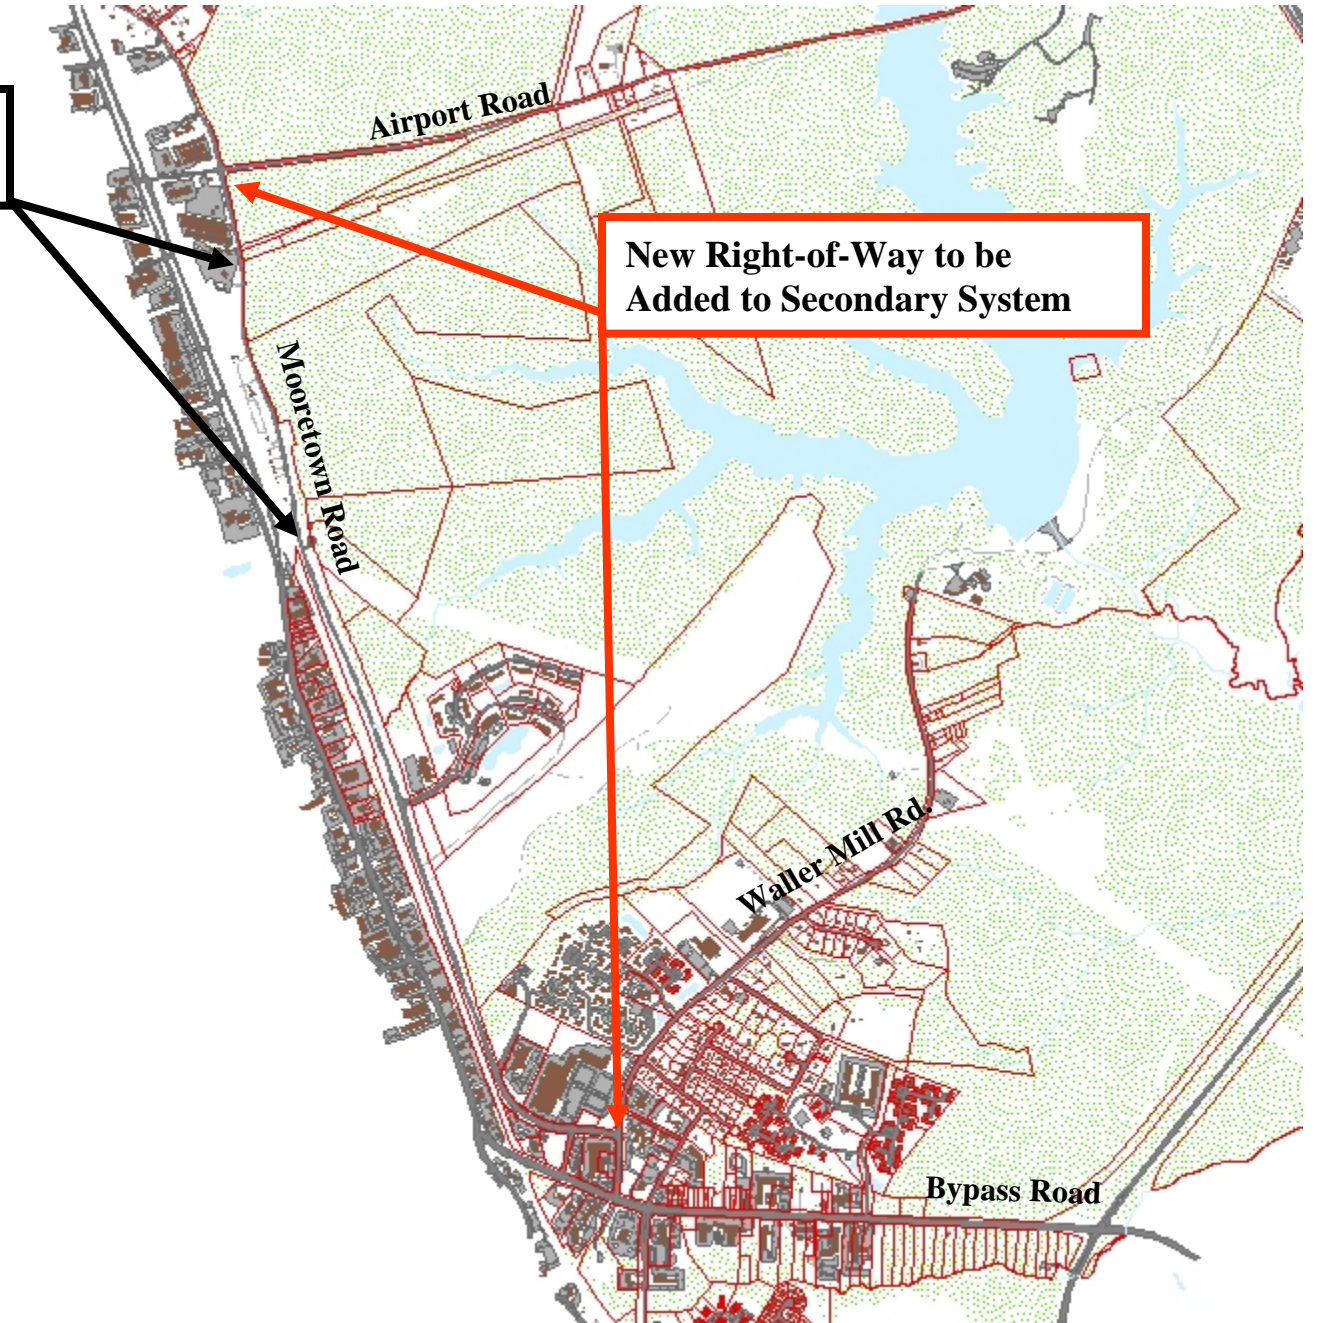 Airport Road
New Right-of-Way to be
Added to Secondary System
Mooretown Road
Waller Mill Rd.
Bypass Road